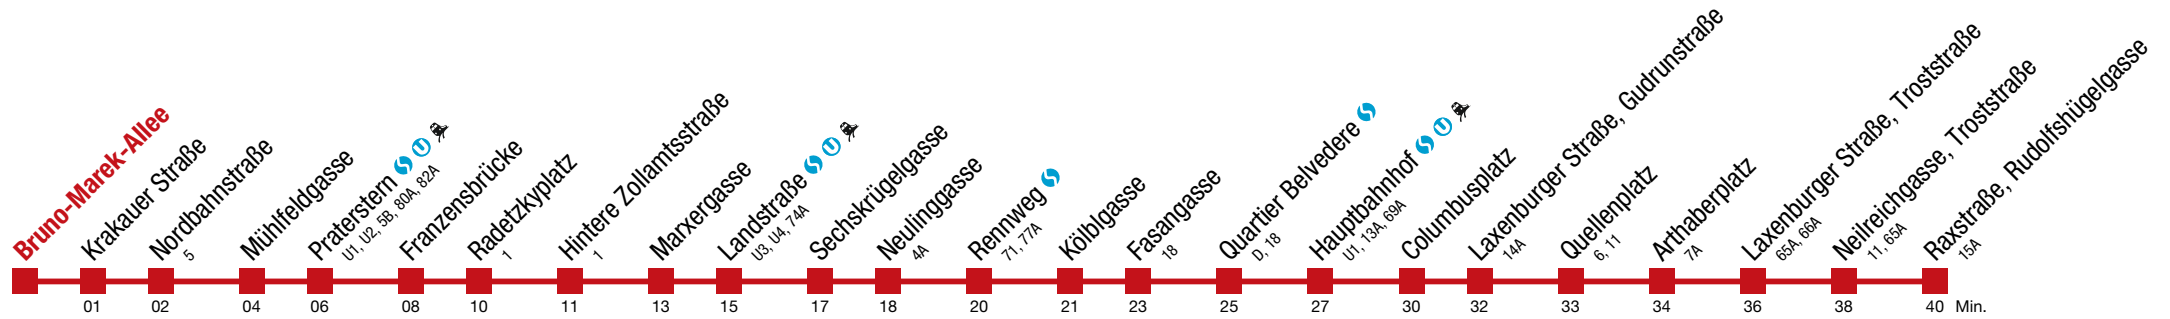 Bruno-Marek-Allee
Krakauer Straße
Nordbahnstraße
5
Mühlfeldgasse
Praterstern S U
U1, U2, 5B, 80A, 82A
Franzensbrücke
Radetzkyplatz
1
Hintere Zollamtsstraße
1
Marxergasse
Landstraße S U
U3, U4, 74A
Sechskrügelgasse
Neulinggasse
4A
Rennweg S
71, 77A
Kölblgasse
Fasangasse
18
Quartier Belvedere S
D, 18
Hauptbahnhof S U
U1, 13A, 69A
Columbusplatz
Laxenburger Straße, Gudrunstraße
14A
Quellenplatz
6, 11
Arthaberplatz
7A
Laxenburger Straße, Troststraße
65A, 66A
Neilreichgasse, Troststraße
11, 65A
Raxstraße, Rudolfshügelgasse
15A
01 02 04 06 08 10 11 13 15 17 18 20 21 23 25 27 30 32 33 34 36 38 40 Min.